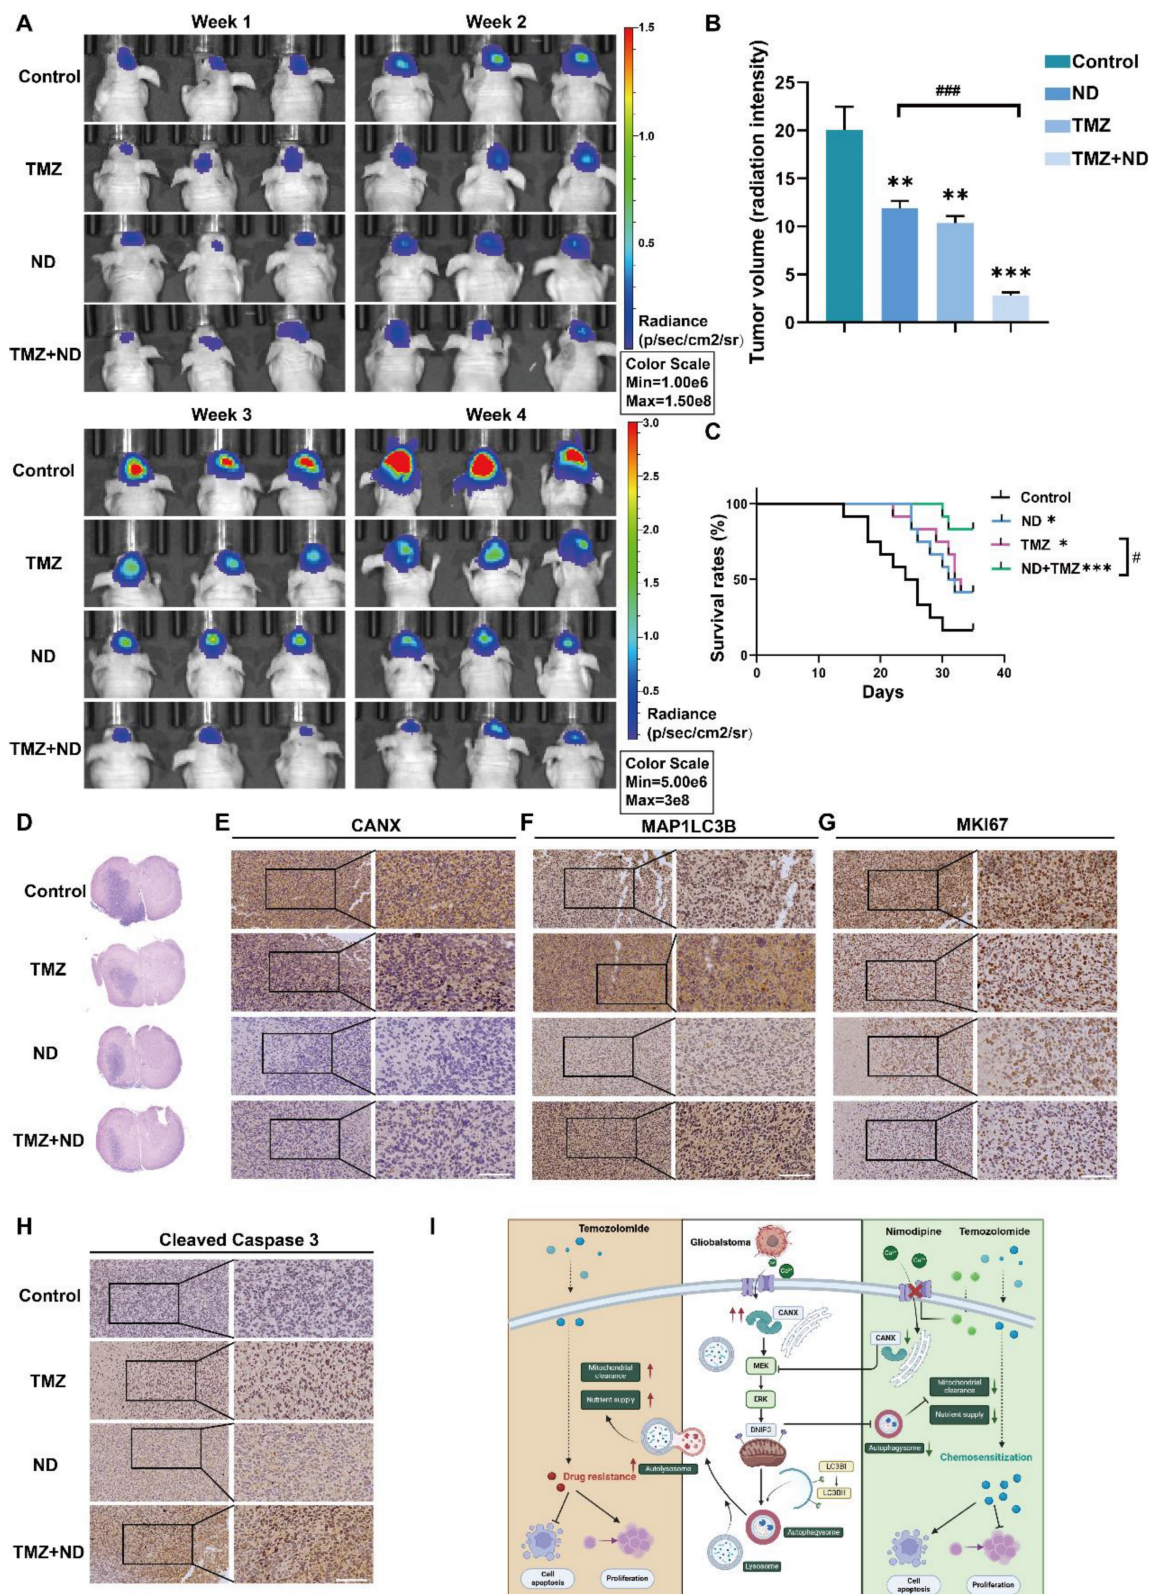 A
Week 1
Week 2
Control
TMZ
ND
TMZ+ND
1.5
1.0
0.5
Radiance
(p/sec/cm2/sr)
Color Scale
Min=1.00e6
Max=1.50e8
Week 3
Week 4
Control
TMZ
ND
TMZ+ND
3.0
2.5
2.0
1.5
1.0
0.5
Radiance
(p/sec/cm2/sr)
Color Scale
Min=5.00e6
Max=3e8
B
Tumor volume (radiation intensity)
25
20
15
10
5
0
**
**
***
###
Control
ND
TMZ
TMZ+ND
C
Survival rates (%)
100
50
0
0 10 20 30 40
Days
Control
ND *
TMZ *
ND+TMZ ***
#
D
Control
TMZ
ND
TMZ+ND
E
CANX
F
MAP1LC3B
G
MKI67
H
Cleaved Caspase 3
Control
TMZ
ND
TMZ+ND
I
Temozolomide
Mitochondrial
clearance
Nutrient supply
Autolysosome
Drug resistance
Cell
apoptosis
Proliferation
Gliobalstoma
Ca²⁺
CANX
MEK
ERK
BNIP3
LC3BI
LC3BII
Autophagysome
Lysosome
Nimodipine
Temozolomide
Ca²⁺
Ca²⁺
CANX
Mitochondrial
clearance
Nutrient supply
Autophagysome
Chemosensitization
Cell
apoptosis
Proliferation